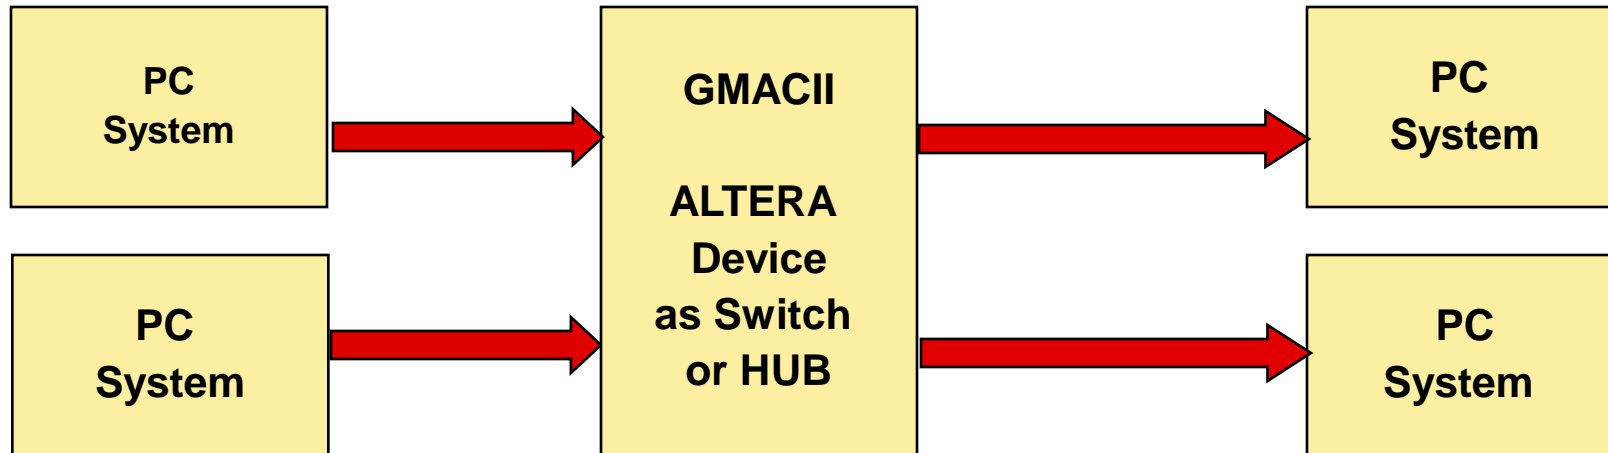 PC
System
PC
System
GMACII
ALTERA
Device
as Switch
or HUB
PC
System
PC
System